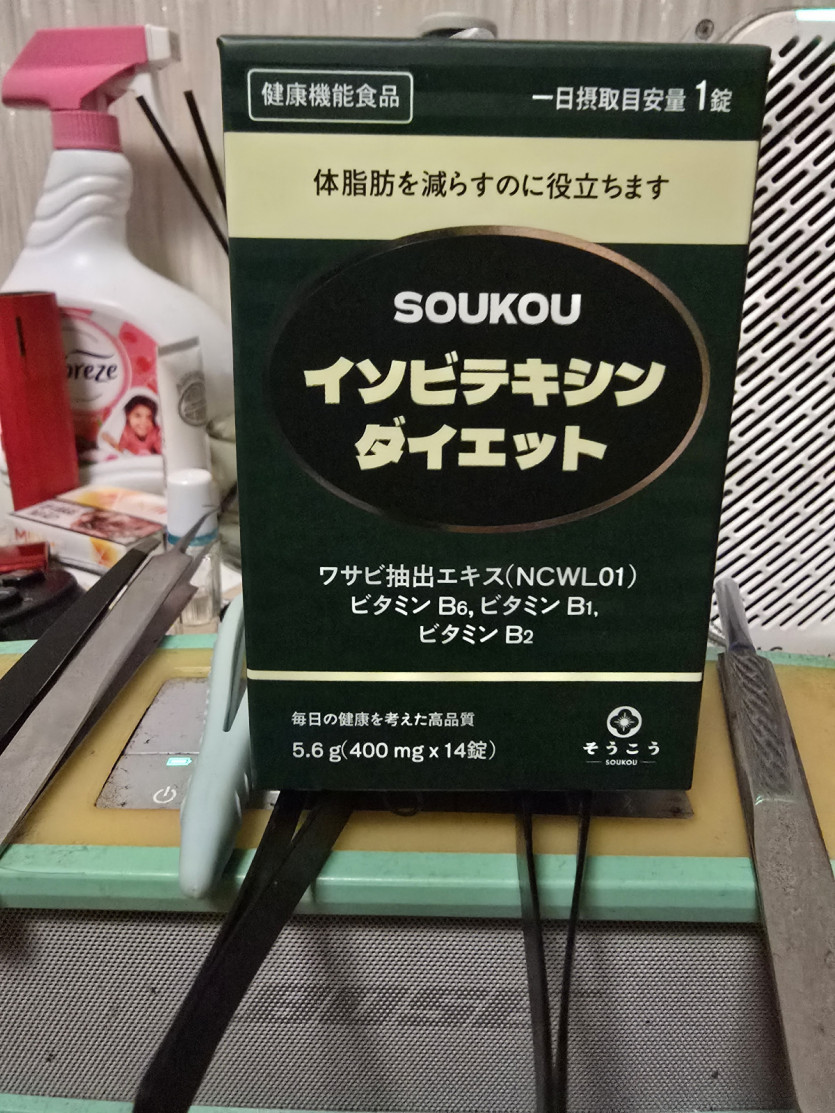 健康機能食品
一日摂取目安量 1錠
体脂肪を減らすのに役立ちます
SOUKOU
イソビテキシン
ダイエット
ワサビ抽出エキス(NCWL01)
ビタミン B6, ビタミン B1,
ビタミン B2
毎日の健康を考えた高品質
5.6 g(400 mg x 14錠)
そうこう
SOUKOU
breze